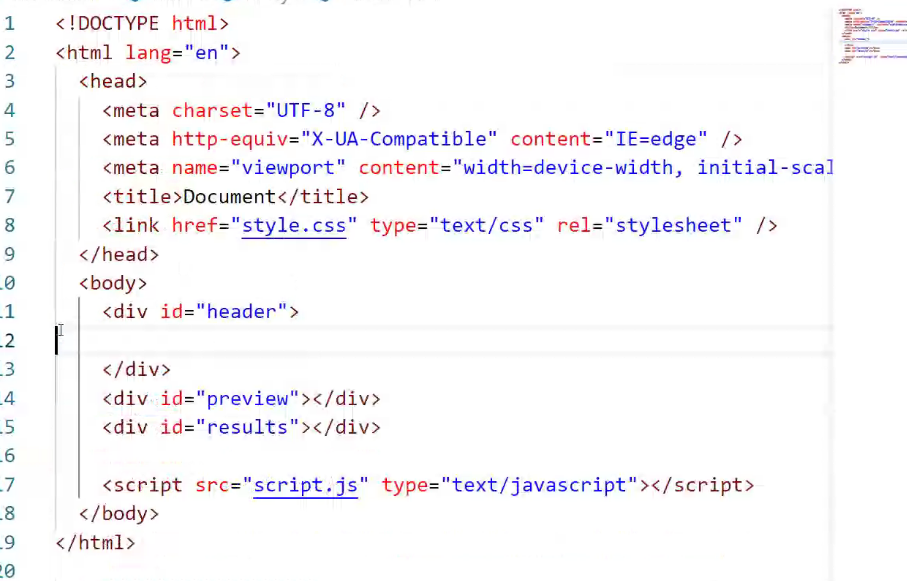 1 <!DOCTYPE html>
2 <html lang="en">
3 <head>
4 <meta charset="UTF-8" />
5 <meta http-equiv="X-UA-Compatible" content="IE=edge" />
6 <meta name="viewport" content="width=device-width, initial-scal
7 <title>Document</title>
8 <link href="style.css" type="text/css" rel="stylesheet" />
9 </head>
10 <body>
11 <div id="header">
12
13 </div>
14 <div id="preview"></div>
15 <div id="results"></div>
16
17 <script src="script.js" type="text/javascript"></script>
18 </body>
19 </html>
20